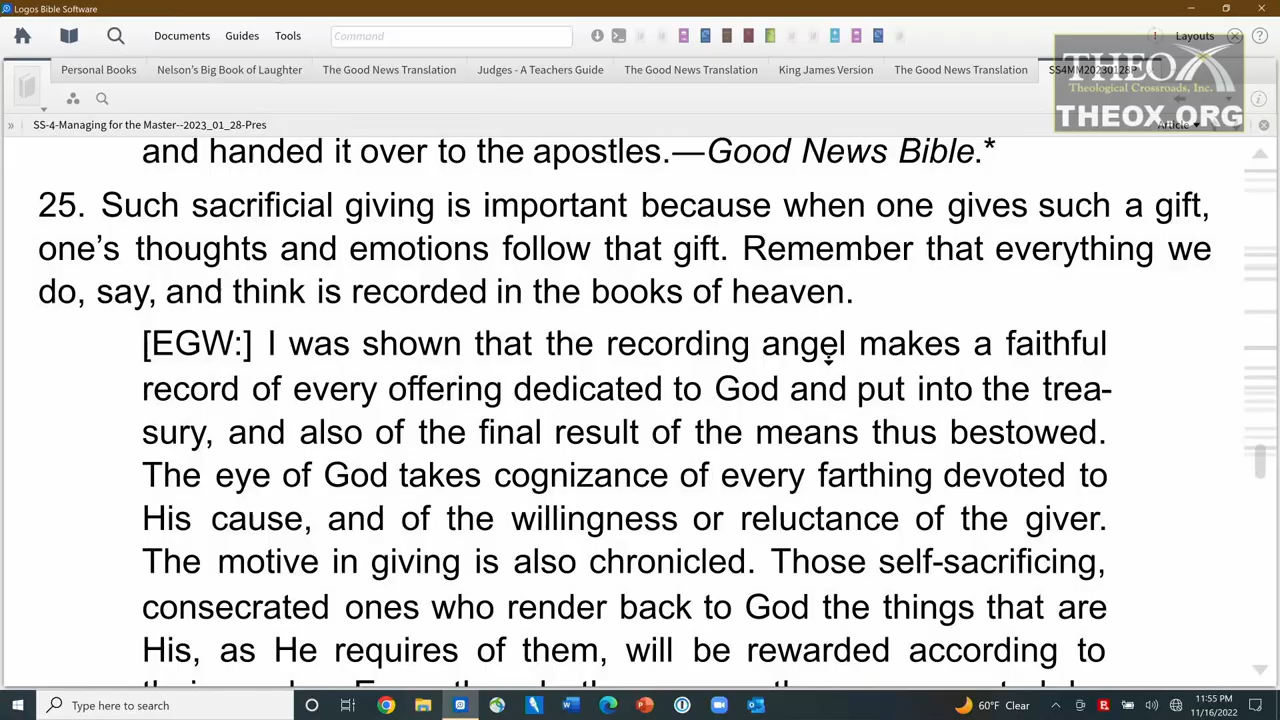 Logos Bible Software
Documents Guides Tools Command Layouts
Personal Books Nelson's Big Book of Laughter The Judges - A Teachers Guide The Good News Translation King James Version The Good News Translation SS4MM20230128P
THEOX
Theological Crossroads, Inc.
THEOX.ORG
SS-4-Managing for the Master--2023_01_28-Pres Article
and handed it over to the apostles.—Good News Bible.*
25. Such sacrificial giving is important because when one gives such a gift,
one's thoughts and emotions follow that gift. Remember that everything we
do, say, and think is recorded in the books of heaven.
[EGW:] I was shown that the recording angel makes a faithful
record of every offering dedicated to God and put into the trea-
sury, and also of the final result of the means thus bestowed.
The eye of God takes cognizance of every farthing devoted to
His cause, and of the willingness or reluctance of the giver.
The motive in giving is also chronicled. Those self-sacrificing,
consecrated ones who render back to God the things that are
His, as He requires of them, will be rewarded according to
Type here to search
60°F Clear
11:55 PM
11/16/2022